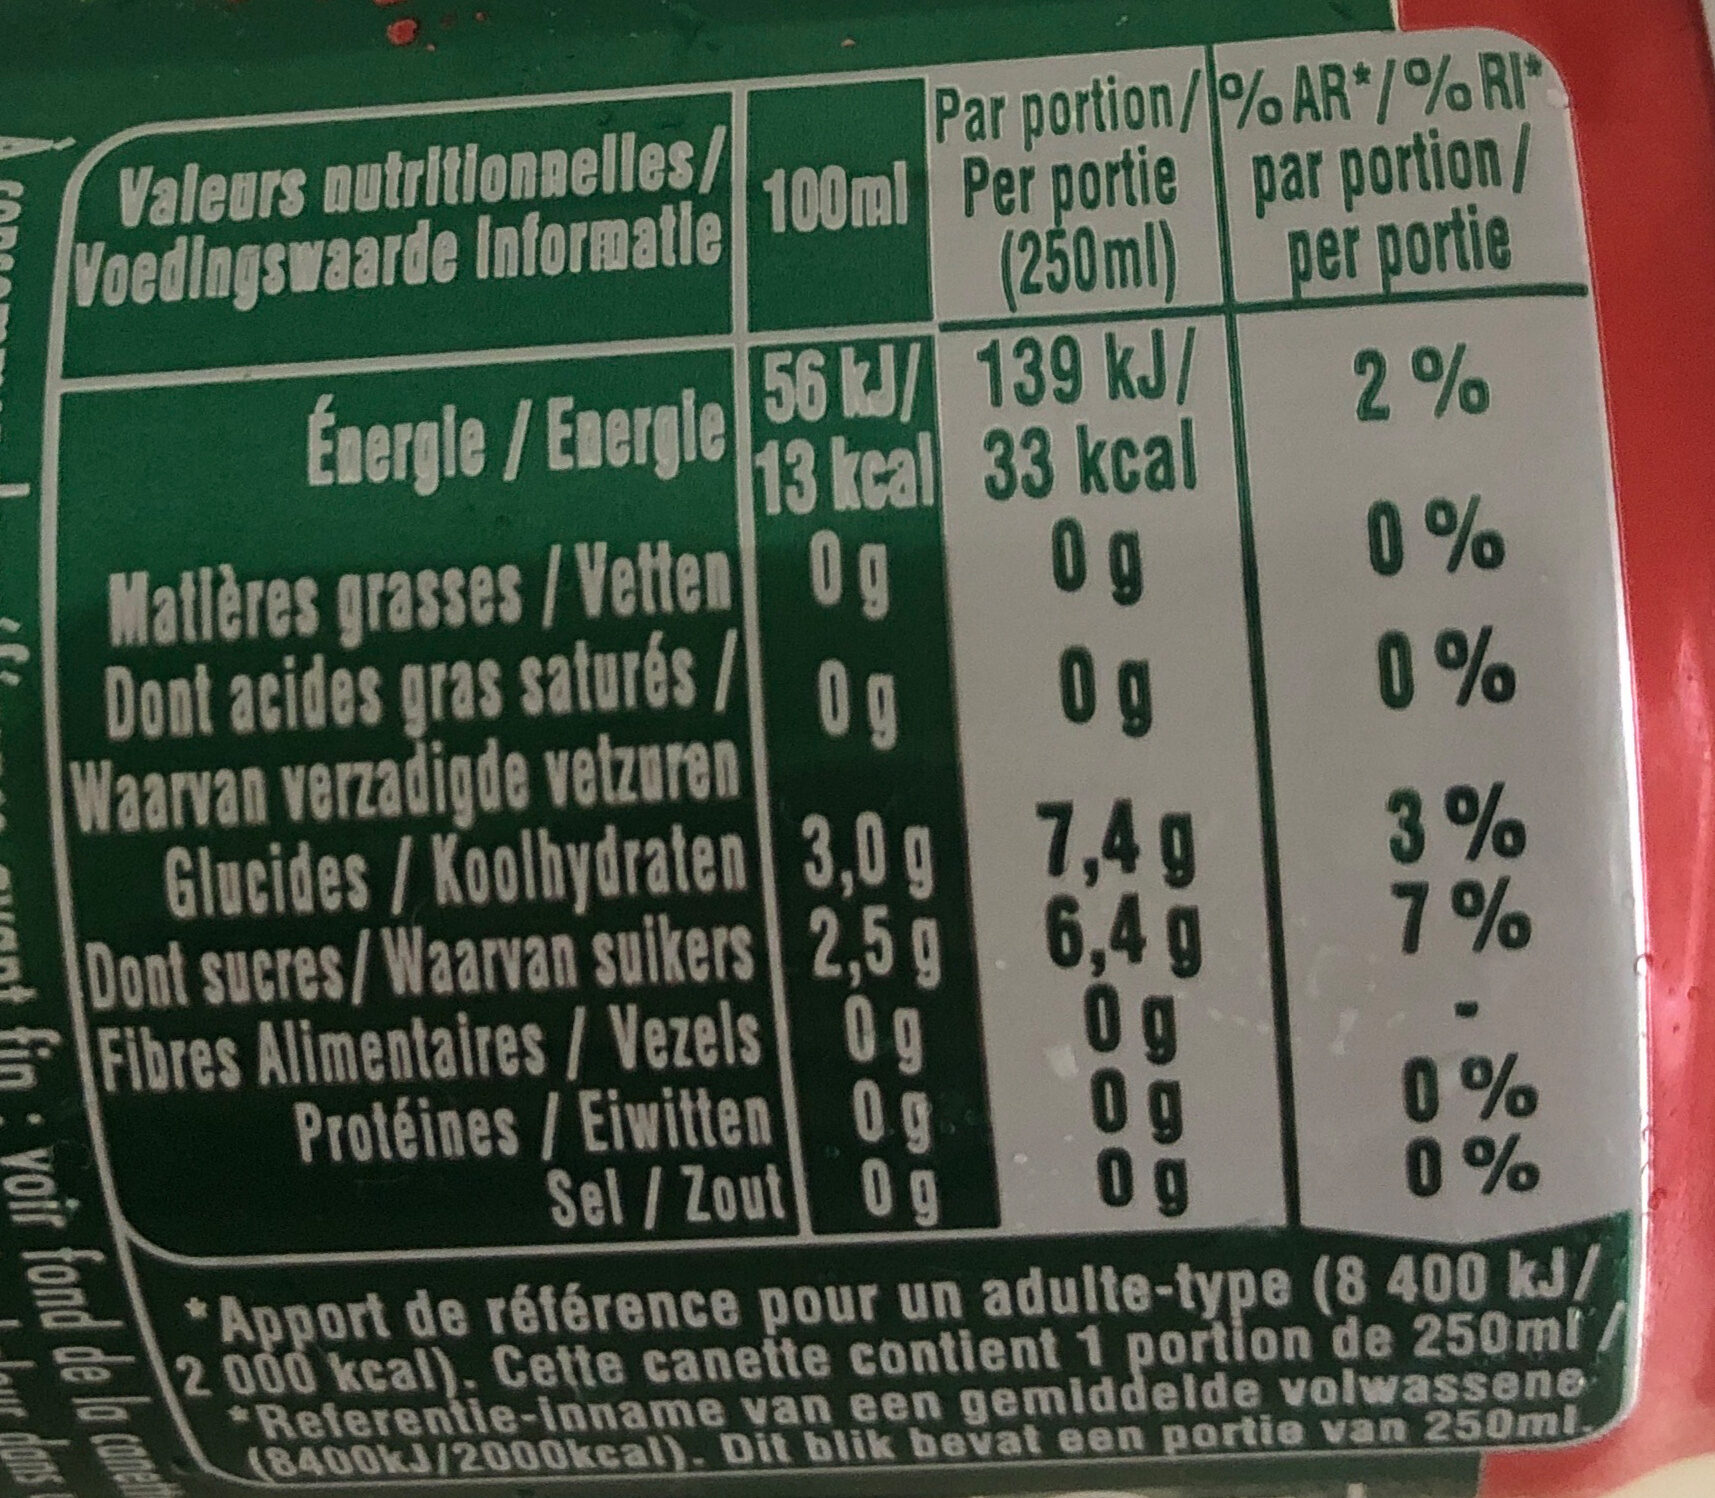 Valeurs nutritionnelles/
Voedingswaarde Informatie
100ml
Par portion/
Per portie
(250ml)
% AR*/% RI*
par portion/
per portie
Énergie / Energie 56 kJ/ 139 kJ/ 2 %
13 kcal 33 kcal
Matières grasses / Vetten 0 g 0 g 0 %
Dont acides gras saturés / 0 g 0 g 0 %
Waarvan verzadigde vetzuren
Glucides / Koolhydraten 3,0 g 7,4 g 3 %
Dont sucres/ Waarvan suikers 2,5 g 6,4 g 7 %
Fibres Alimentaires / Vezels 0 g 0 g -
Protéines / Eiwitten 0 g 0 g 0 %
Sel / Zout 0 g 0 g 0 %
*Apport de référence pour un adulte-type (8 400 kJ/
2 000 kcal). Cette canette contient 1 portion de 250ml /
*Referentie-inname van een gemiddelde volwassene
(8400kJ/2000kcal). Dit blik bevat een portie van 250ml.
avant fin : voir fond de la